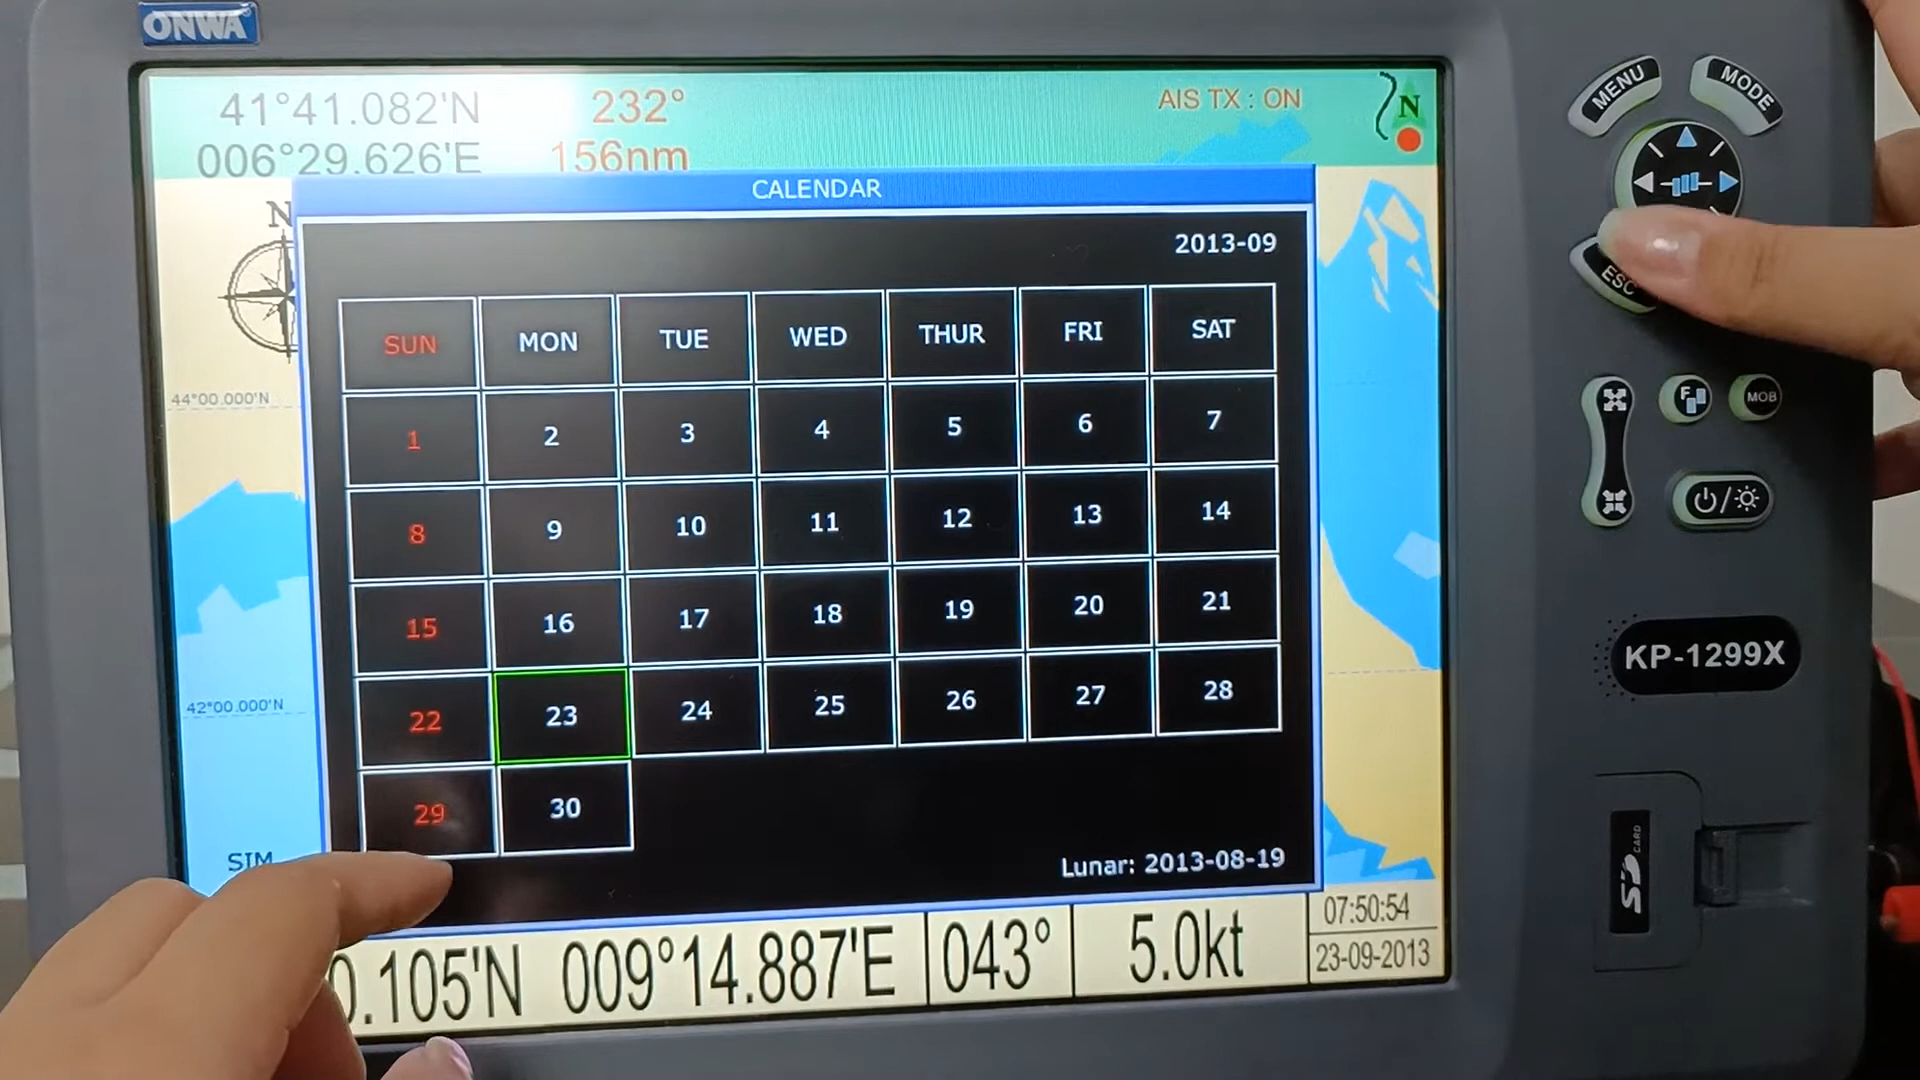 ONWA
41°41.082'N 232°
006°29.626'E 156nm
AIS TX : ON
N
N
CALENDAR
2013-09
SUN MON TUE WED THUR FRI SAT
1 2 3 4 5 6 7
8 9 10 11 12 13 14
15 16 17 18 19 20 21
22 23 24 25 26 27 28
29 30
Lunar: 2013-08-19
44°00.000'N
42°00.000'N
SIM
0.105'N 009°14.887'E 043° 5.0kt
07:50:54
23-09-2013
MENU
MODE
ESC
F
MOB
KP-1299X
SD CARD